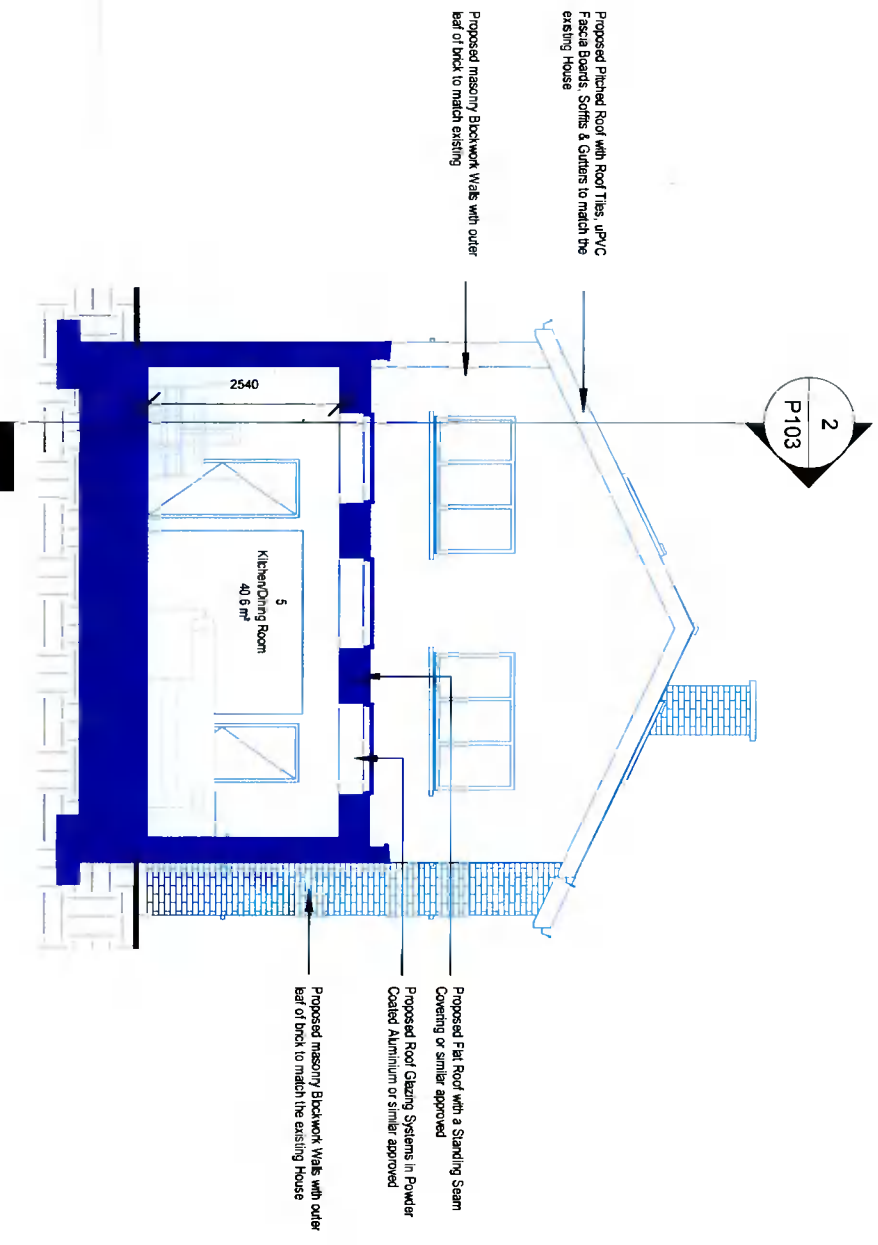 Proposed Pitched Roof with Roof Tiles, uPVC
Fascia Boards, Soffits & Gutters to match the
existing House
Proposed masonry Blockwork Walls with outer
leaf of brick to match existing
2
P103
2540
5
Kitchen/Dining Room
40.6 m²
Proposed Flat Roof with a Standing Seam
Covering or similar approved
Proposed Roof Glazing Systems in Powder
Coated Aluminium or similar approved
Proposed masonry Blockwork Walls with outer
leaf of brick to match the existing House